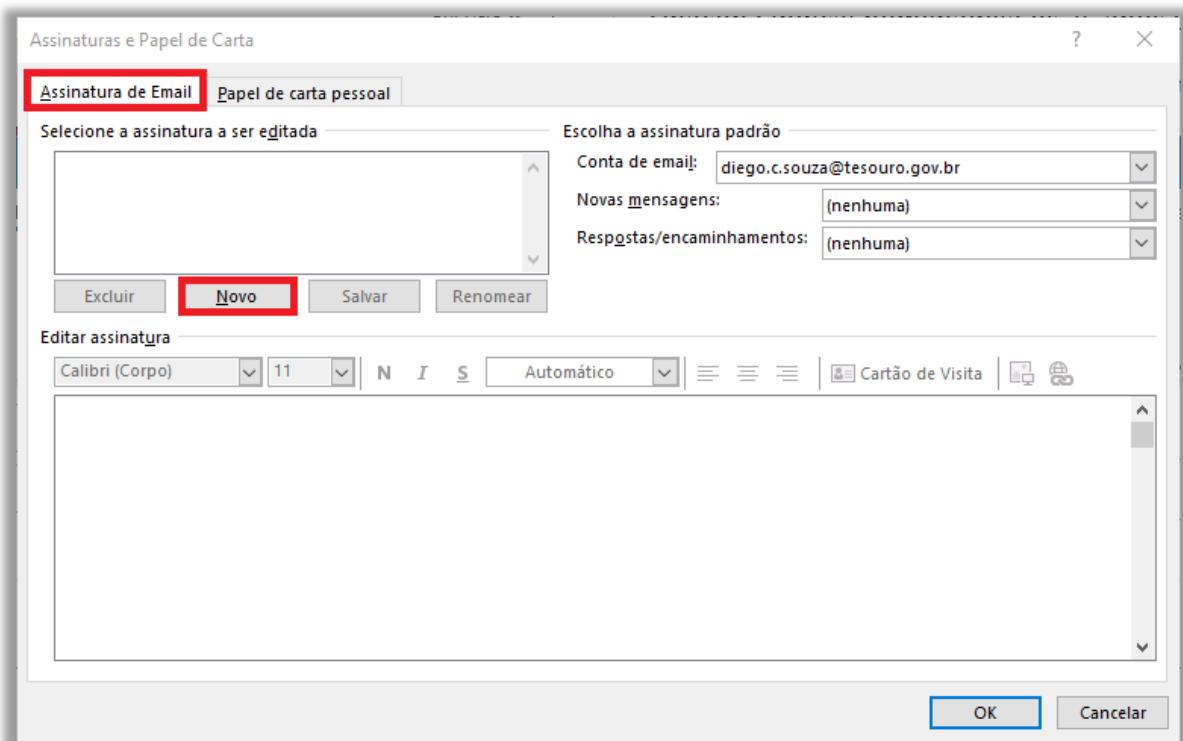 Assinaturas e Papel de Carta
?
Assinatura de Email
Papel de carta pessoal
Selecione a assinatura a ser editada
Escolha a assinatura padrão
Conta de email:
diego.c.souza@tesouro.gov.br
Novas mensagens:
(nenhuma)
Respostas/encaminhamentos:
(nenhuma)
Excluir
Novo
Salvar
Renomear
Editar assinatura
Calibri (Corpo)
11
N
I
S
Automático
Cartão de Visita
OK
Cancelar